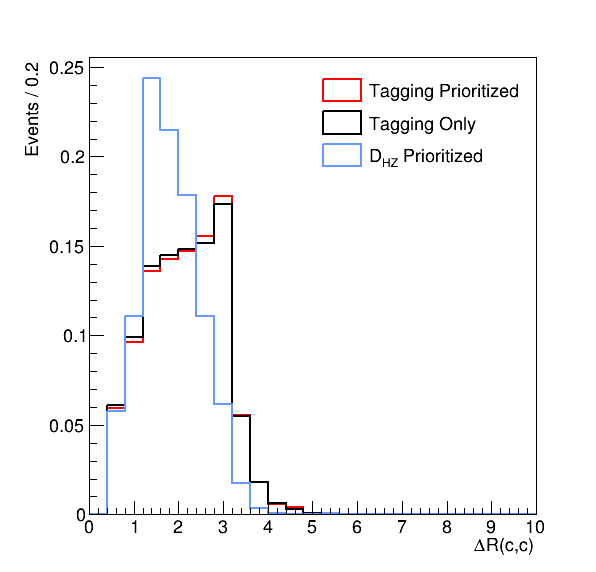 Events / 0.2
0.25
0.2
0.15
0.1
0.05
0
Tagging Prioritized
Tagging Only
D_HZ Prioritized
0 1 2 3 4 5 6 7 8 9 10
ΔR(c,c)